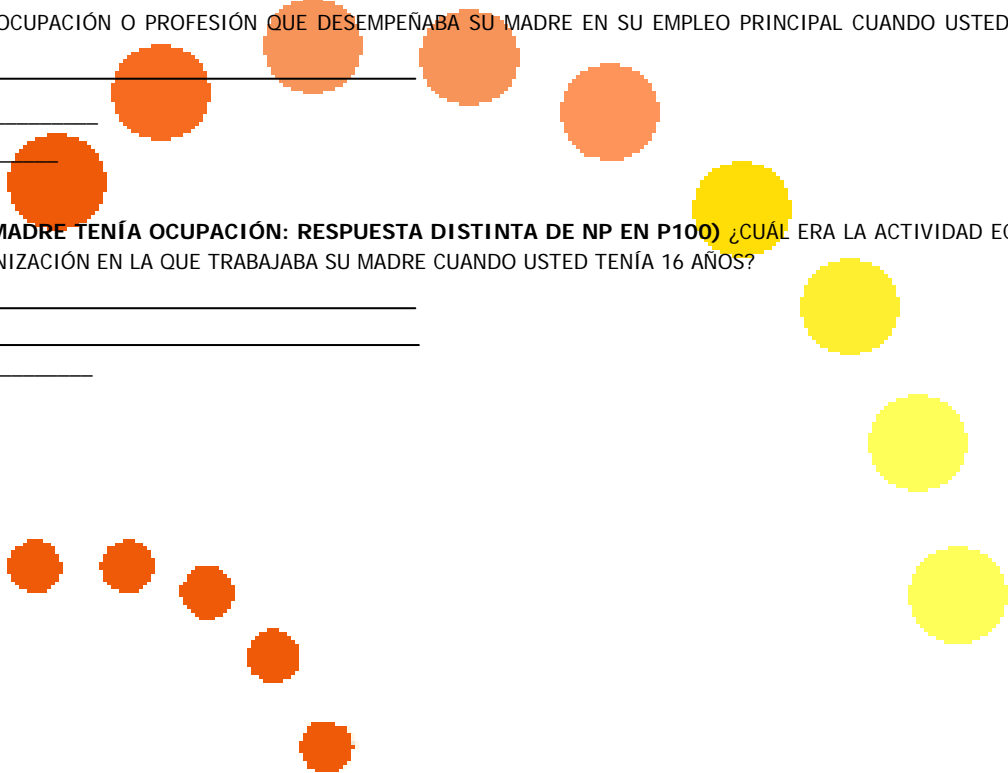 OCUPACIÓN O PROFESIÓN QUE DESEMPEÑABA SU MADRE EN SU EMPLEO PRINCIPAL CUANDO USTED
MADRE TENÍA OCUPACIÓN: RESPUESTA DISTINTA DE NP EN P100) ¿CUÁL ERA LA ACTIVIDAD
NIZACIÓN EN LA QUE TRABAJABA SU MADRE CUANDO USTED TENÍA 16 AÑOS?